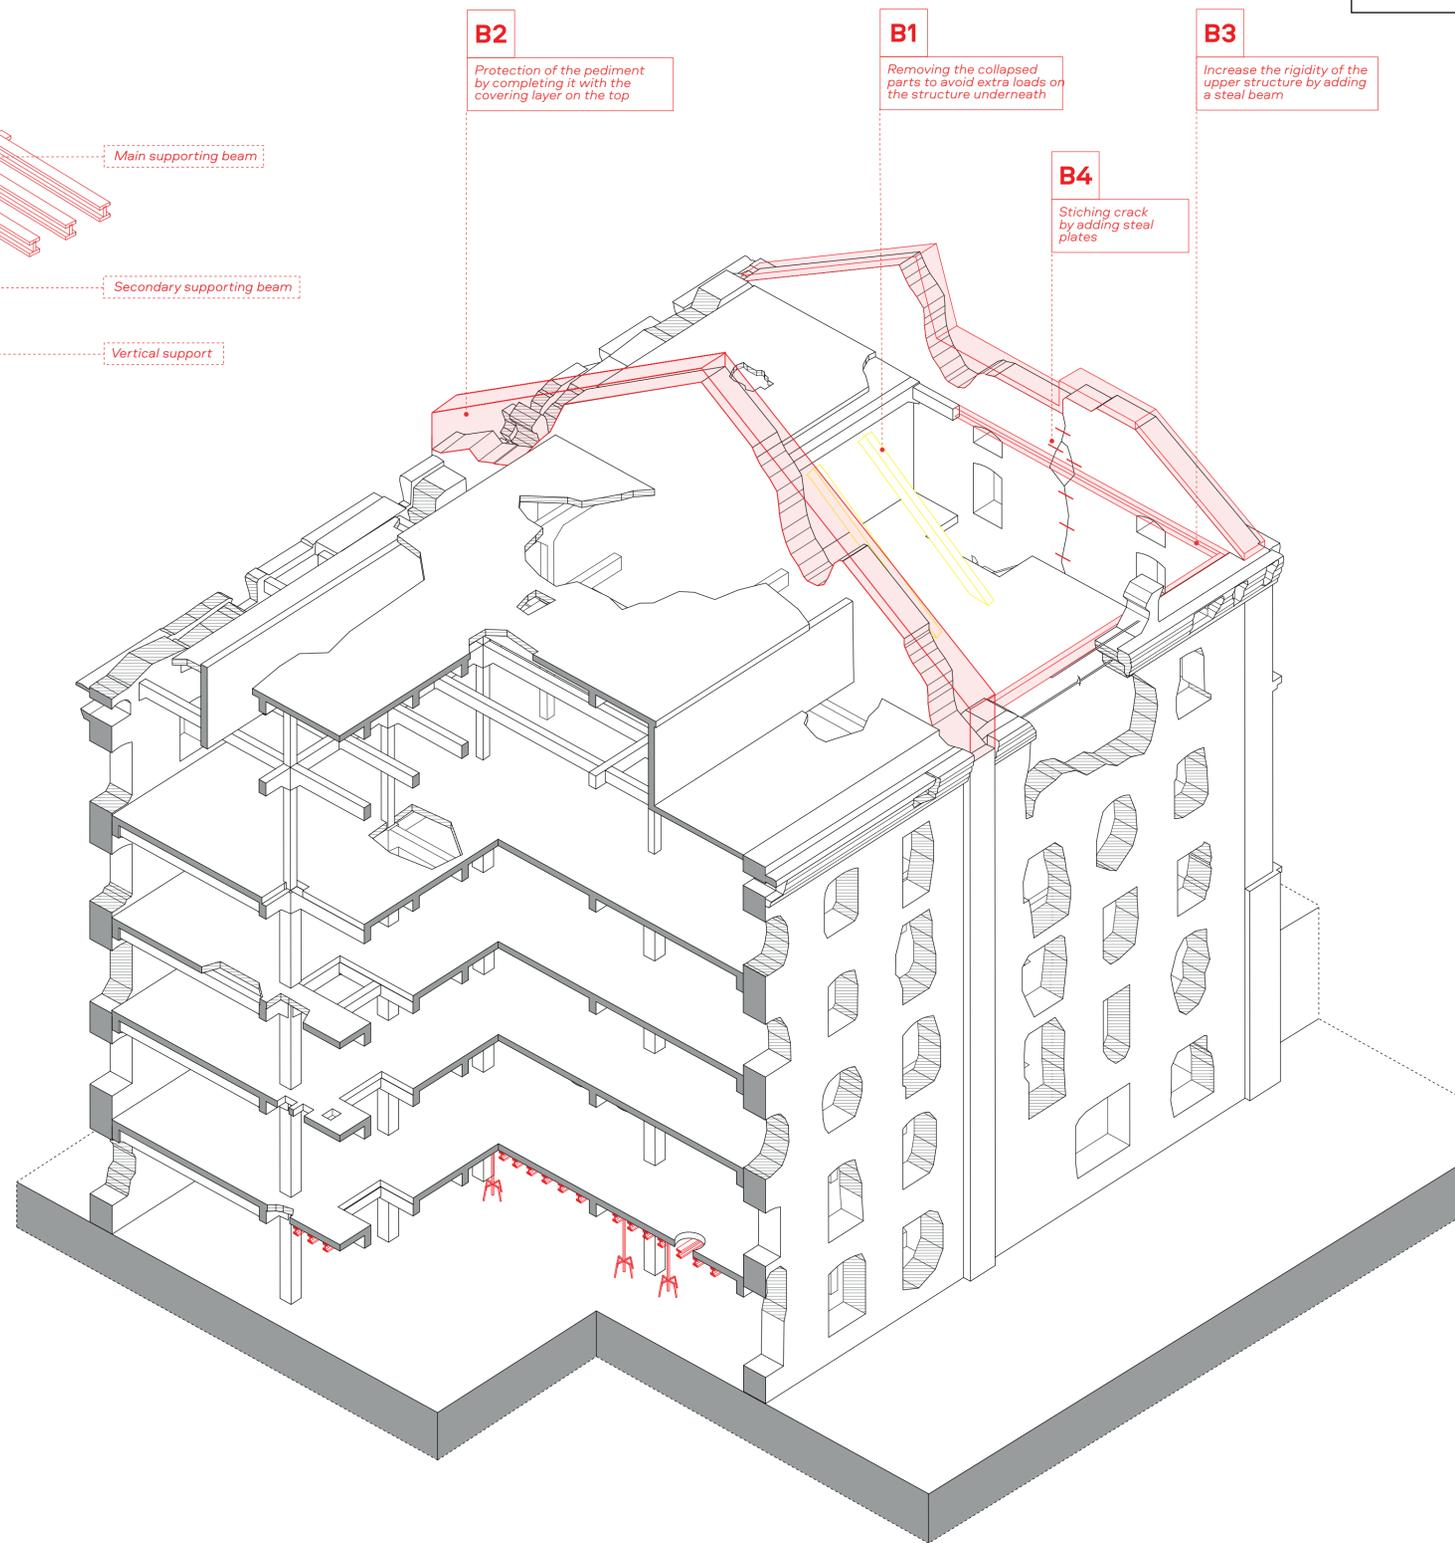 B2
Protection of the pediment
by completing it with the
covering layer on the top
B1
Removing the collapsed
parts to avoid extra loads on
the structure underneath
B3
Increase the rigidity of the
upper structure by adding
a steal beam
B4
Stiching crack
by adding steal
plates
Main supporting beam
Secondary supporting beam
Vertical support